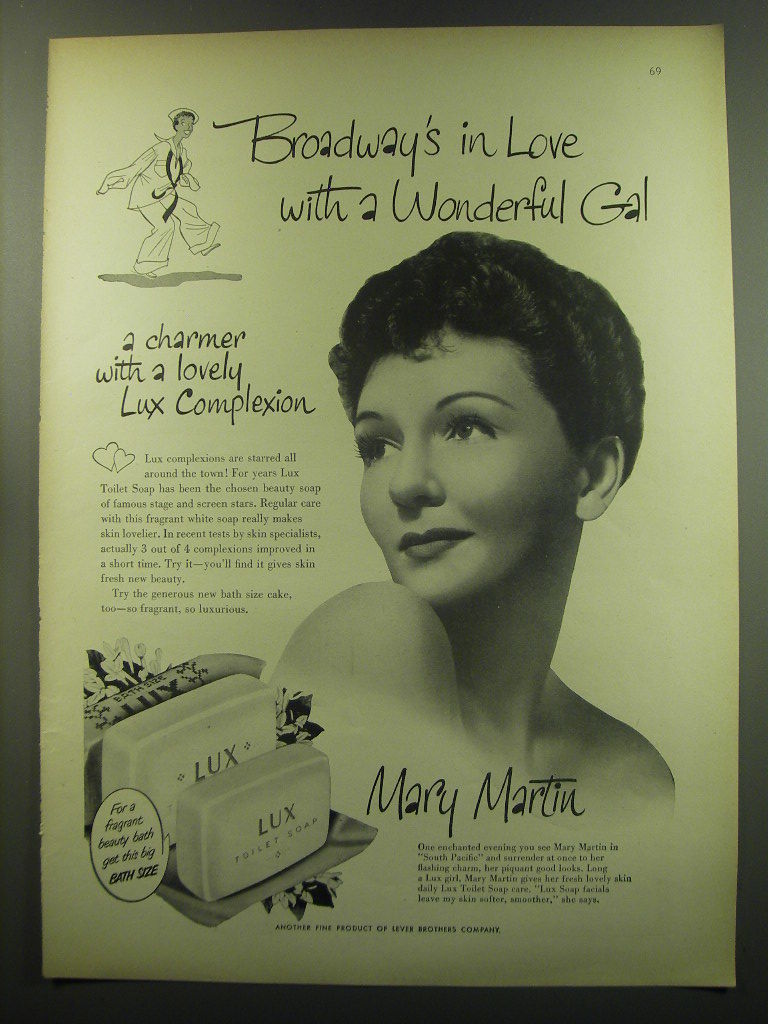 69
Broadway's in Love
with a Wonderful Gal
a charmer
with a lovely
Lux Complexion
Lux complexions are starred all
around the town! For years Lux
Toilet Soap has been the chosen beauty soap
of famous stage and screen stars. Regular care
with this fragrant white soap really makes
skin lovelier. In recent tests by skin specialists,
actually 3 out of 4 complexions improved in
a short time. Try it—you'll find it gives skin
fresh new beauty.
Try the generous new bath size cake,
too—so fragrant, so luxurious.
BATH SIZE
LUX
LUX
LUX
TOILET SOAP
For a
fragrant
beauty bath
get this big
BATH SIZE
Mary Martin
One enchanted evening you see Mary Martin in
"South Pacific" and surrender at once to her
flashing charm, her piquant good looks. Long
a Lux girl, Mary Martin gives her fresh lovely skin
daily Lux Toilet Soap care. "Lux Soap facials
leave my skin softer, smoother," she says.
ANOTHER FINE PRODUCT OF LEVER BROTHERS COMPANY.